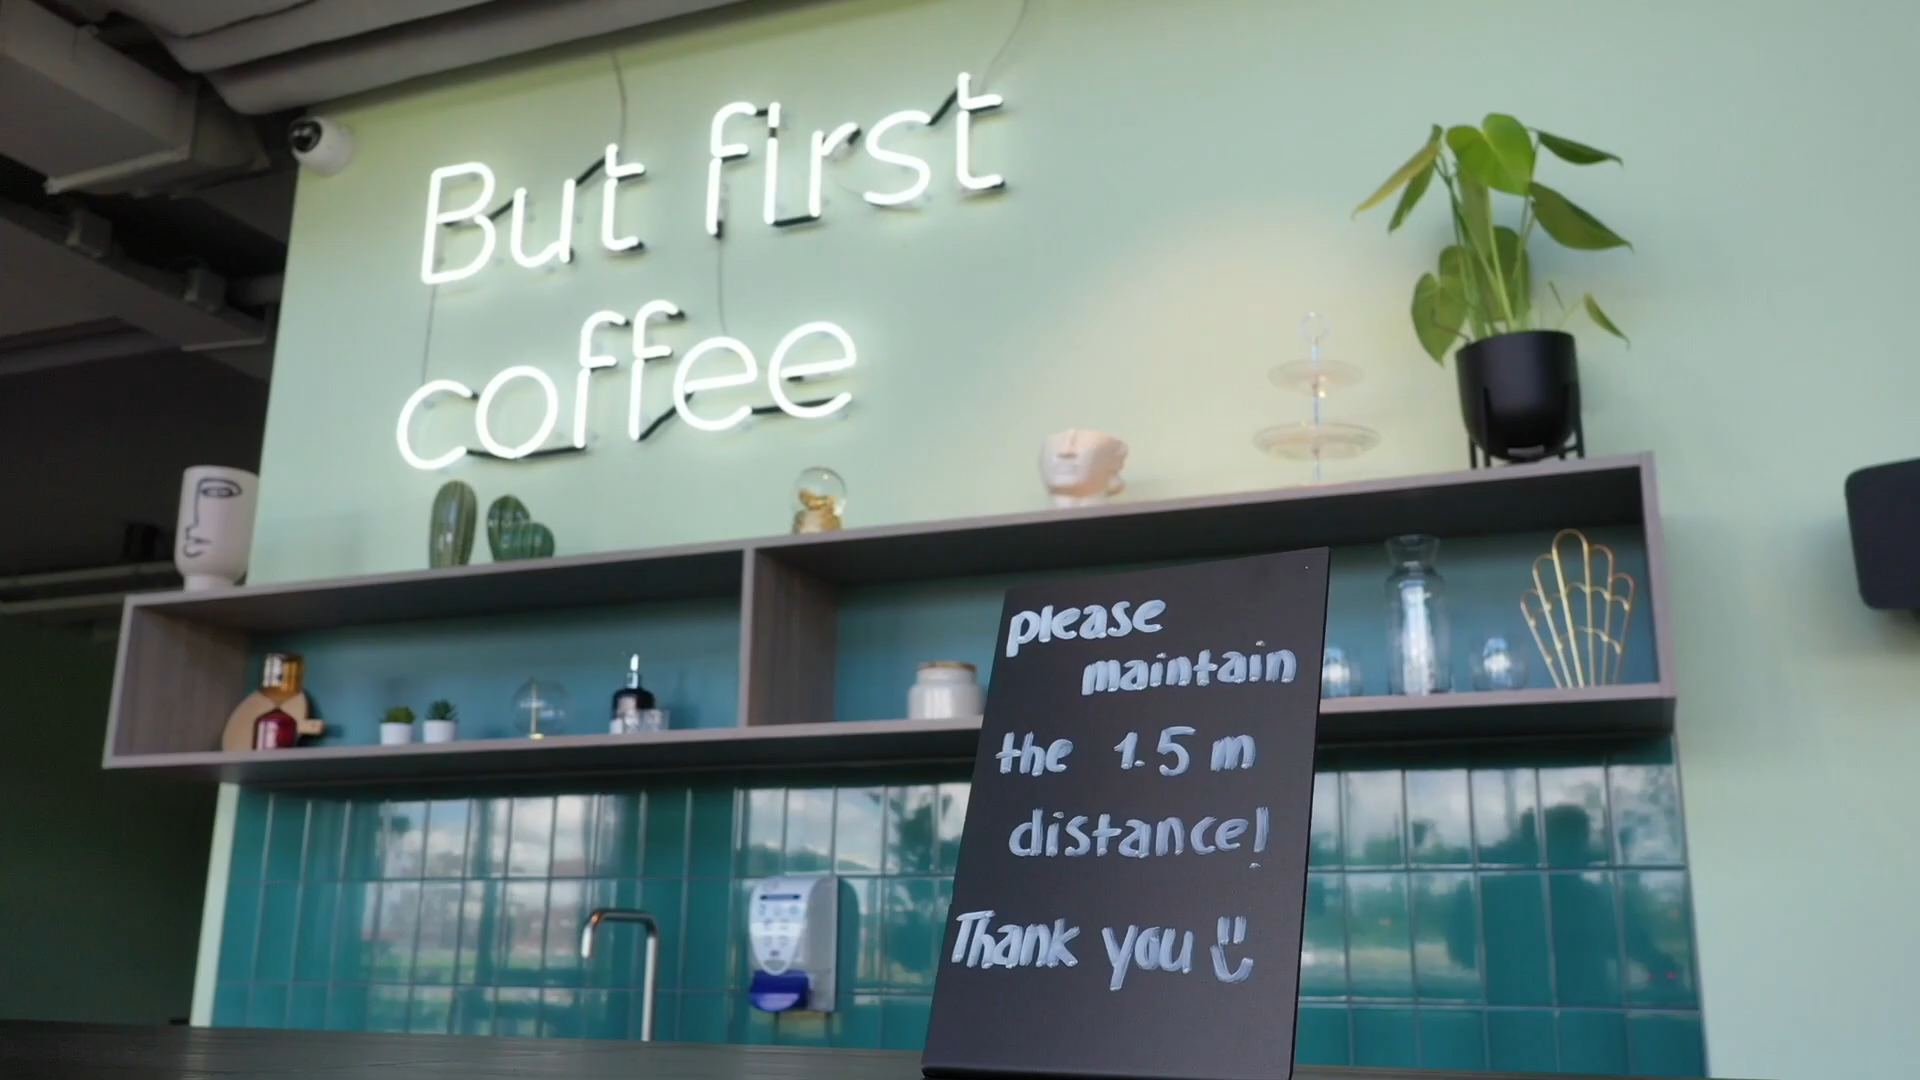 But first
coffee
please
maintain
the 1.5 m
distance!
Thank you